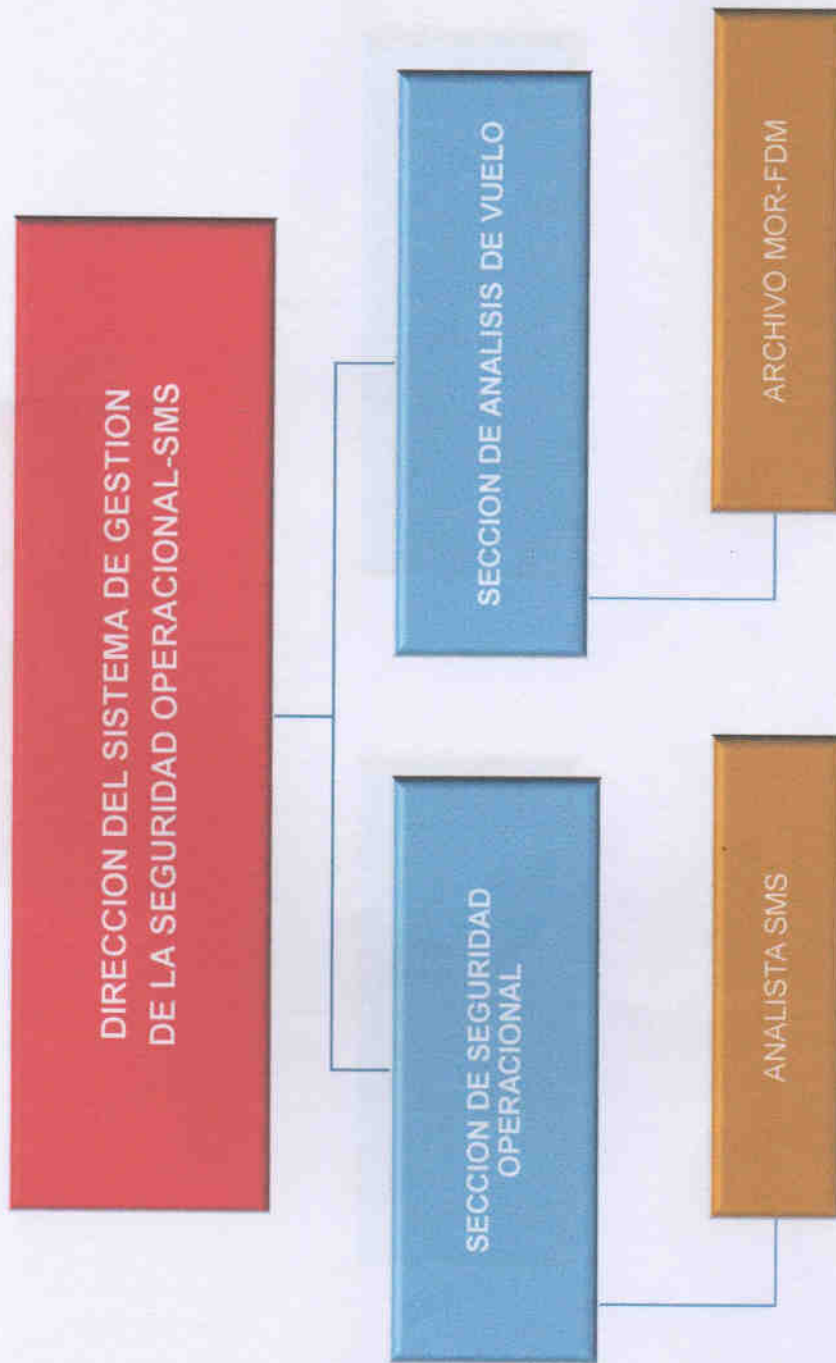 DIRECCION DEL SISTEMA DE GESTION
DE LA SEGURIDAD OPERACIONAL-SMS
SECCION DE SEGURIDAD
OPERACIONAL
SECCION DE ANALISIS DE VUELO
ANALISTA SMS
ARCHIVO MOR-FDM